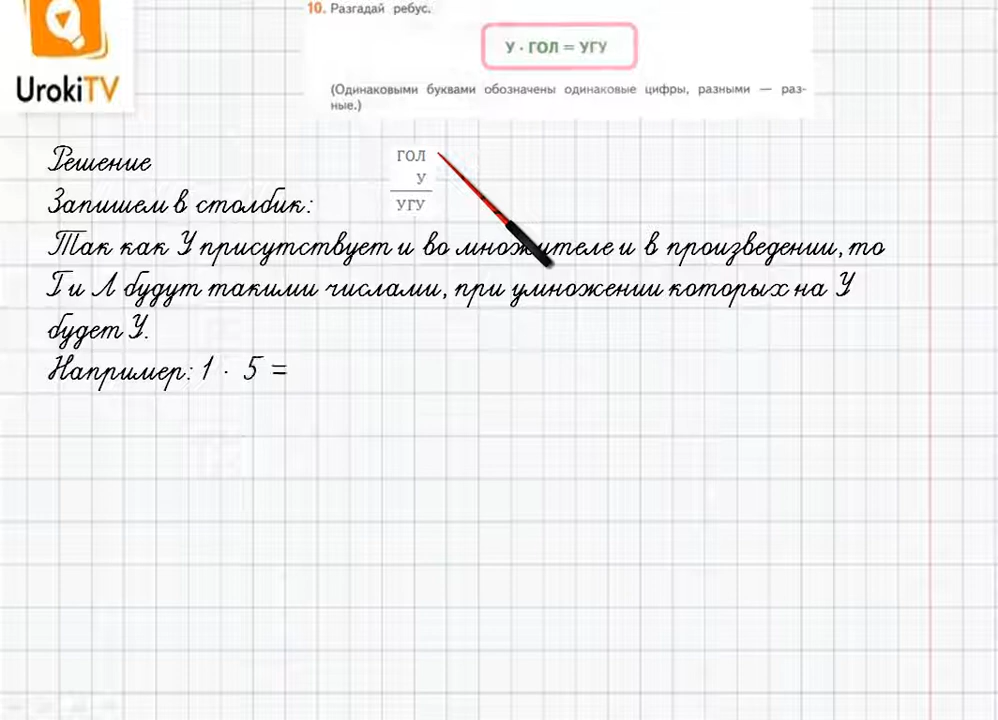 10. Разгадай ребус.
У · ГОЛ = УГУ
(Одинаковыми буквами обозначены одинаковые цифры, разными — раз-
ные.)
UrokiTV
Решение
ГОЛ
У
Запишем в столбик:
УГУ
Так как У присутствует и во множителе и в произведении, то
Г и Л будут такими числами, при умножении которых на У
будет У.
Например: 1 · 5 =